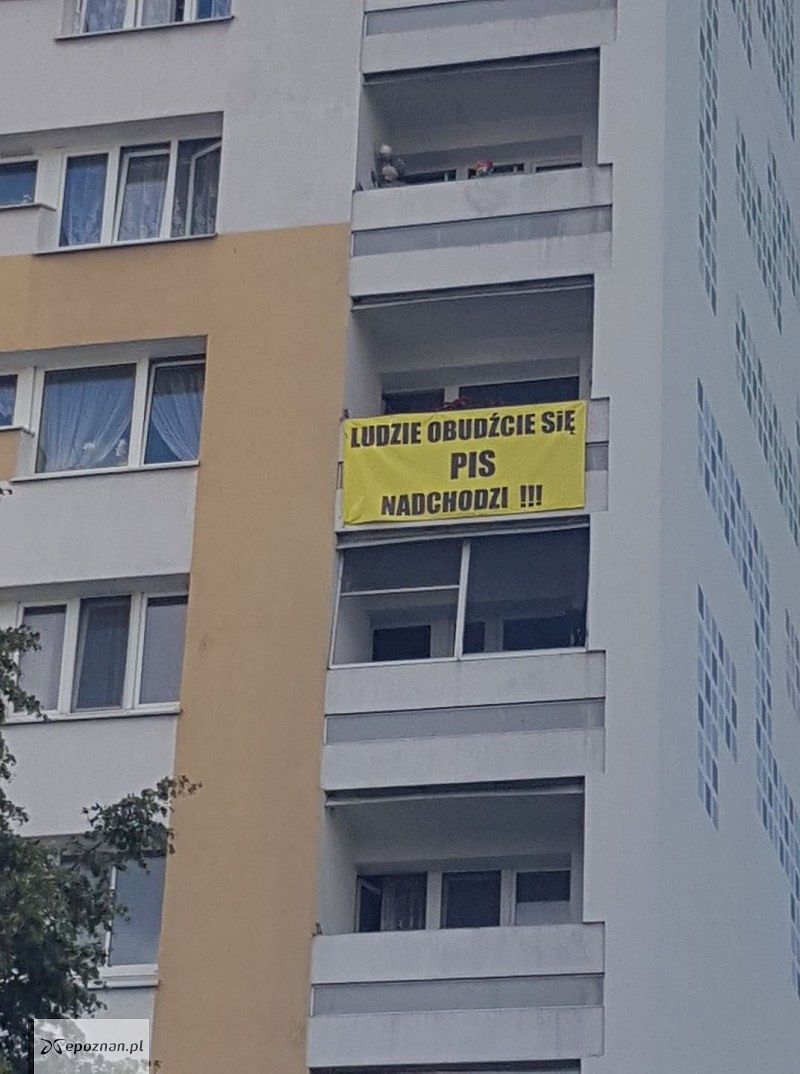 LUDZIE OBUDŹCIE SiĘ
PIS
NADCHODZI !!!
epoznan.pl